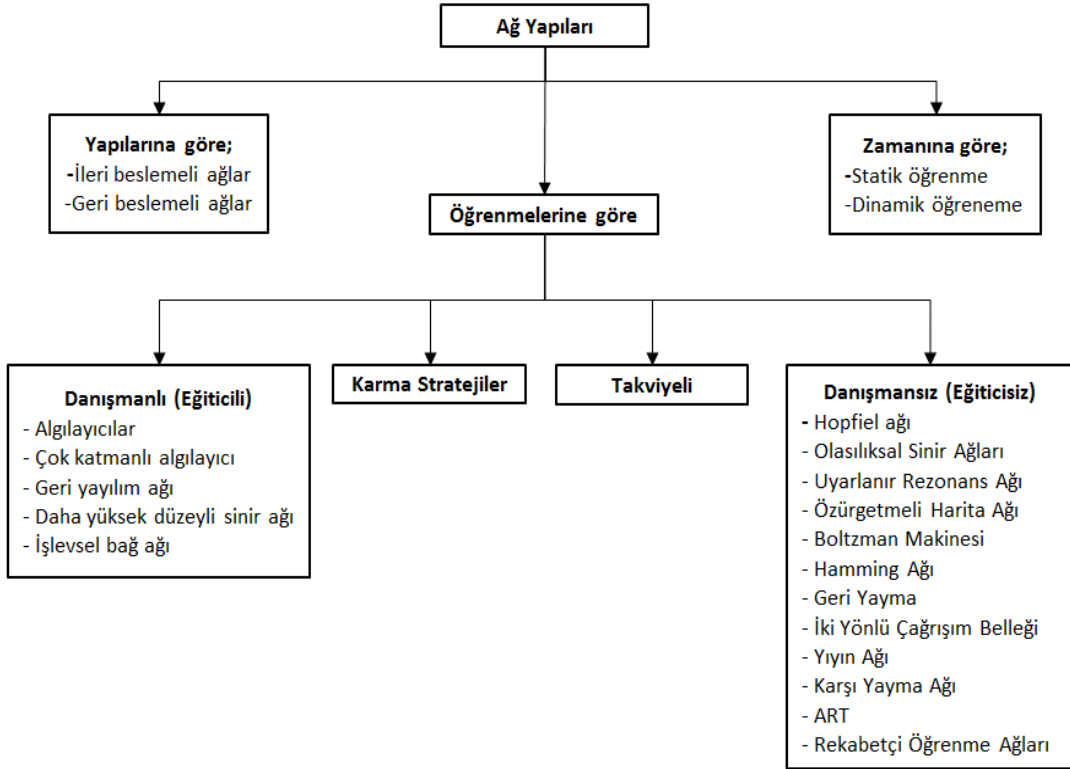 Ağ Yapıları
Yapılarına göre;
-İleri beslemeli ağlar
-Geri beslemeli ağlar
Öğrenmelerine göre
Zamanına göre;
-Statik öğrenme
-Dinamik öğreneme
Danışmanlı (Eğiticili)
- Algılayıcılar
- Çok katmanlı algılayıcı
- Geri yayılım ağı
- Daha yüksek düzeyli sinir ağı
- İşlevsel bağ ağı
Karma Stratejiler
Takviyeli
Danışmansız (Eğiticisiz)
- Hopfiel ağı
- Olasılıksal Sinir Ağları
- Uyarlanır Rezonans Ağı
- Özürgetmeli Harita Ağı
- Boltzman Makinesi
- Hamming Ağı
- Geri Yayma
- İki Yönlü Çağrışım Belleği
- Yıyın Ağı
- Karşı Yayma Ağı
- ART
- Rekabetçi Öğrenme Ağları